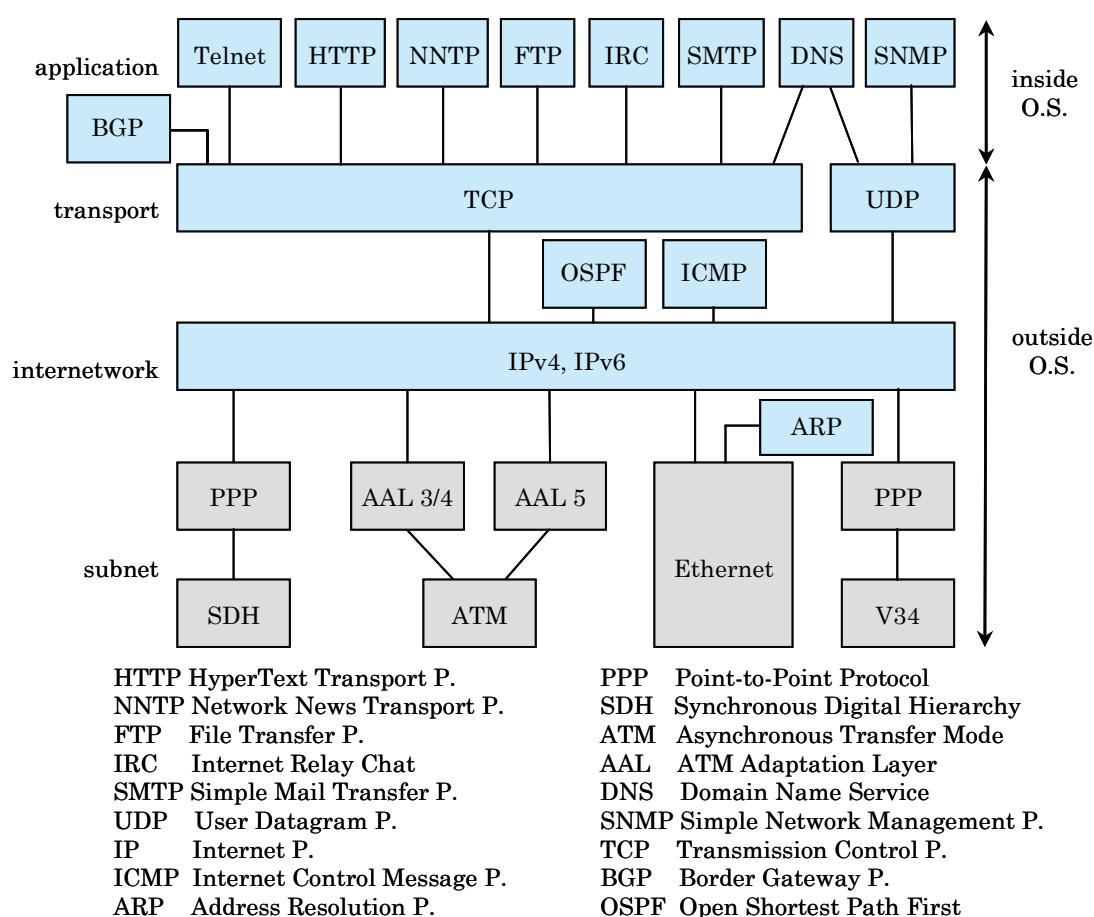 Telnet
HTTP
NNTP
FTP
IRC
SMTP
DNS
SNMP
application
inside
O.S.
BGP
TCP
UDP
transport
OSPF
ICMP
outside
O.S.
IPv4, IPv6
internetwork
ARP
PPP
AAL 3/4
AAL 5
PPP
Ethernet
subnet
SDH
ATM
V34
HTTP HyperText Transport P.
NNTP Network News Transport P.
FTP File Transfer P.
IRC Internet Relay Chat
SMTP Simple Mail Transfer P.
UDP User Datagram P.
IP Internet P.
ICMP Internet Control Message P.
ARP Address Resolution P.
PPP Point-to-Point Protocol
SDH Synchronous Digital Hierarchy
ATM Asynchronous Transfer Mode
AAL ATM Adaptation Layer
DNS Domain Name Service
SNMP Simple Network Management P.
TCP Transmission Control P.
BGP Border Gateway P.
OSPF Open Shortest Path First